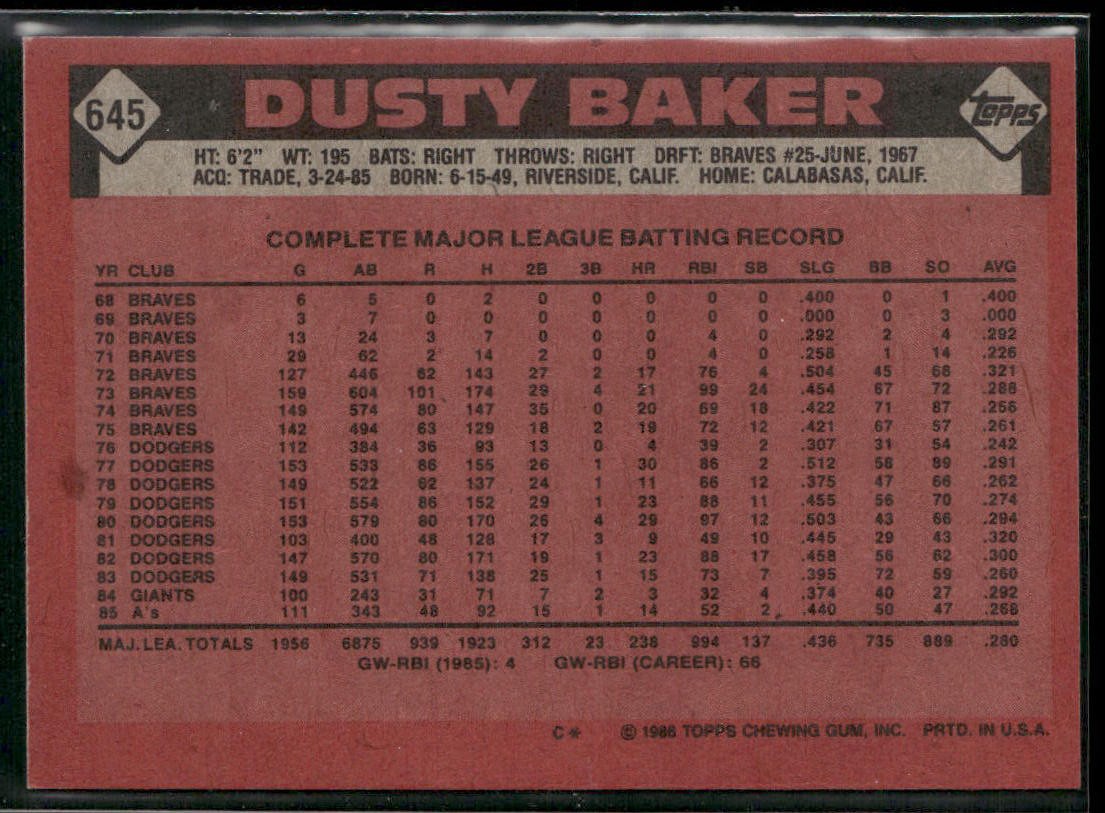 645 DUSTY BAKER TOPPS
HT: 6'2" WT: 195 BATS: RIGHT THROWS: RIGHT DRFT: BRAVES #25-JUNE, 1967
ACQ: TRADE, 3-24-85 BORN: 6-15-49, RIVERSIDE, CALIF. HOME: CALABASAS, CALIF.
COMPLETE MAJOR LEAGUE BATTING RECORD
YR CLUB G AB R H 2B 3B HR RBI SB SLG BB SO AVG
68 BRAVES 6 5 0 2 0 0 0 0 0 .400 0 1 .400
69 BRAVES 3 7 0 0 0 0 0 0 0 .000 0 3 .000
70 BRAVES 13 24 3 7 0 0 0 4 0 .292 2 4 .292
71 BRAVES 29 62 2 14 2 0 0 4 0 .258 1 14 .226
72 BRAVES 127 446 62 143 27 2 17 76 4 .504 45 68 .321
73 BRAVES 159 604 101 174 29 4 21 99 24 .454 67 72 .288
74 BRAVES 149 574 80 147 35 0 20 69 18 .422 71 87 .256
75 BRAVES 142 494 63 129 18 2 19 72 12 .421 67 57 .261
76 DODGERS 112 384 36 93 13 0 4 39 2 .307 31 54 .242
77 DODGERS 153 533 86 155 26 1 30 86 2 .512 58 89 .291
78 DODGERS 149 522 62 137 24 1 11 66 12 .375 47 66 .262
79 DODGERS 151 554 86 152 29 1 23 88 11 .455 56 70 .274
80 DODGERS 153 579 80 170 26 4 29 97 12 .503 43 66 .294
81 DODGERS 103 400 48 128 17 3 9 49 10 .445 29 43 .320
82 DODGERS 147 570 80 171 19 1 23 88 17 .458 56 62 .300
83 DODGERS 149 531 71 138 25 1 15 73 7 .395 72 59 .260
84 GIANTS 100 243 31 71 7 2 3 32 4 .374 40 27 .292
85 A's 111 343 48 92 15 1 14 52 2 .440 50 47 .268
MAJ. LEA. TOTALS 1956 6875 939 1923 312 23 238 994 137 .436 735 889 .280
GW-RBI (1985): 4 GW-RBI (CAREER): 66
C* © 1986 TOPPS CHEWING GUM, INC. PRTD. IN U.S.A.